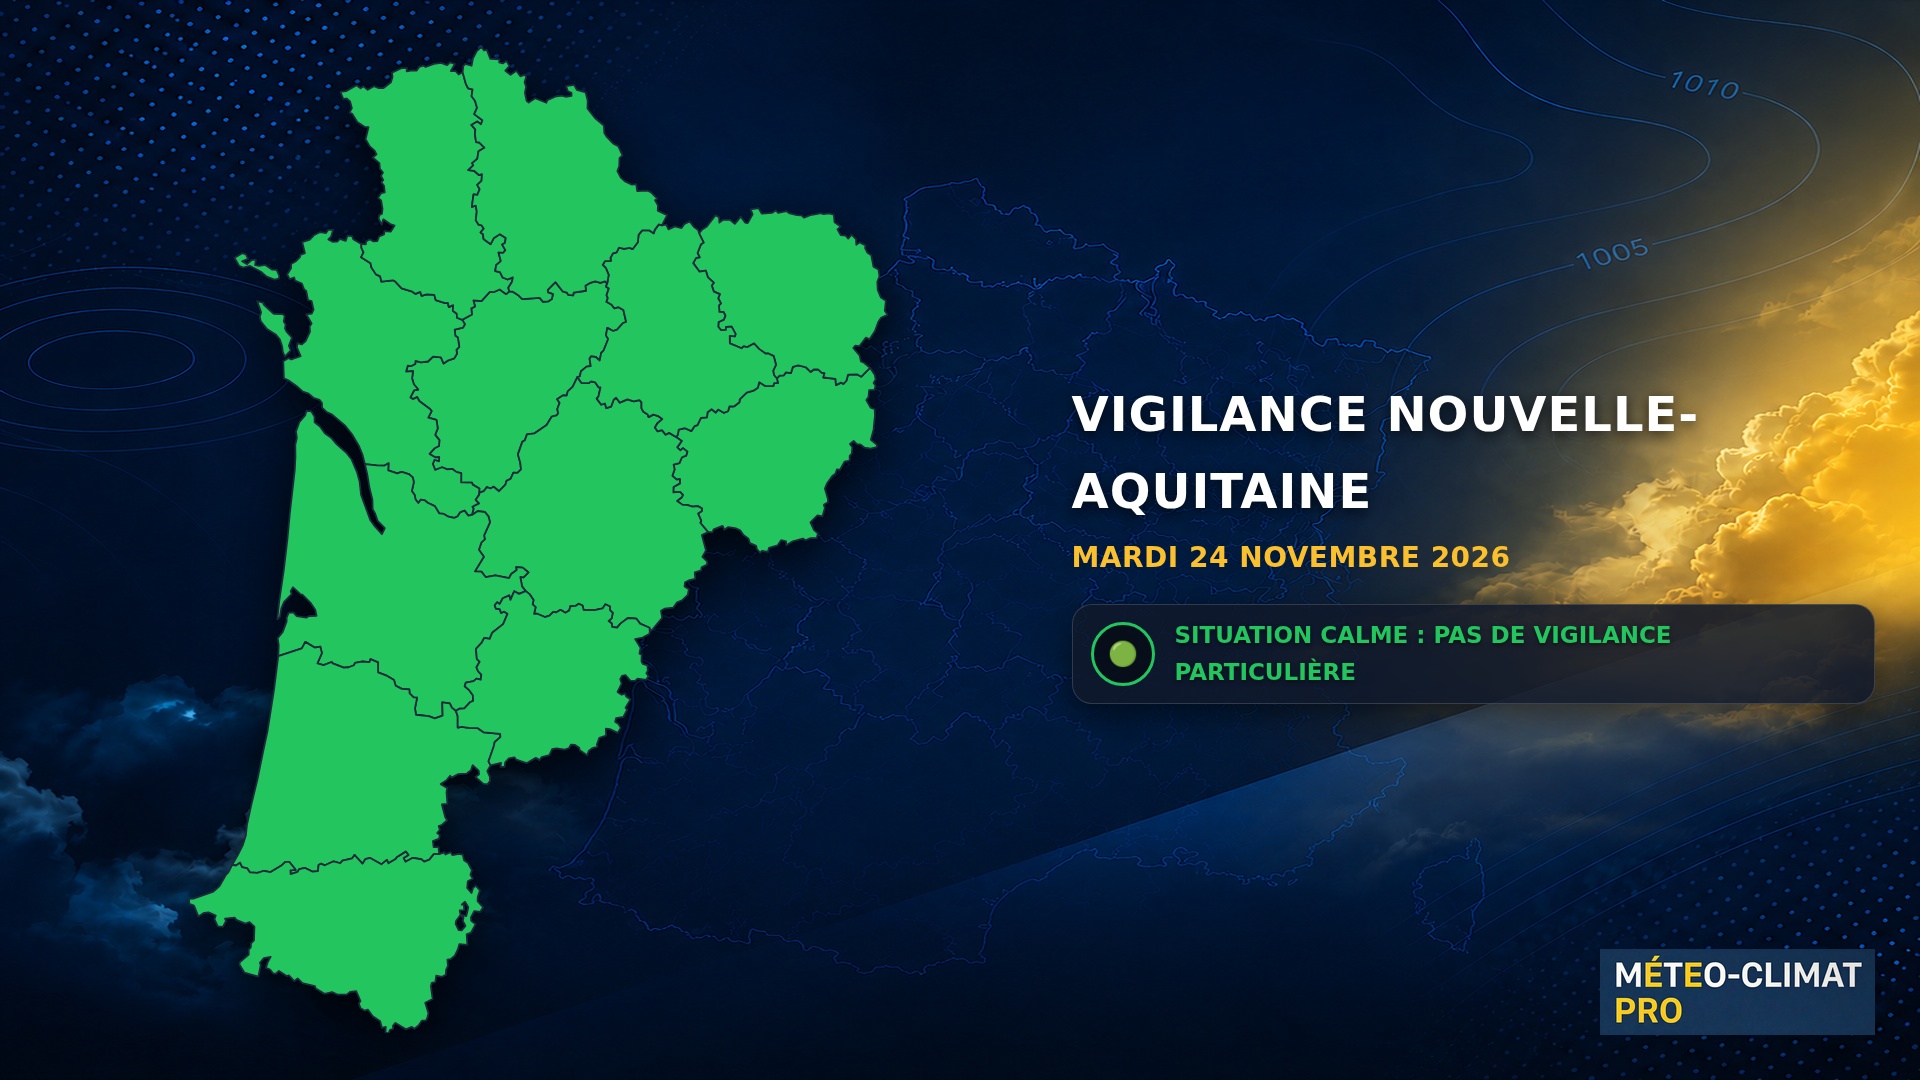 1010
1005
VIGILANCE NOUVELLE-
AQUITAINE
MARDI 24 NOVEMBRE 2026
SITUATION CALME : PAS DE VIGILANCE
PARTICULIÈRE
MÉTEO-CLIMAT
PRO